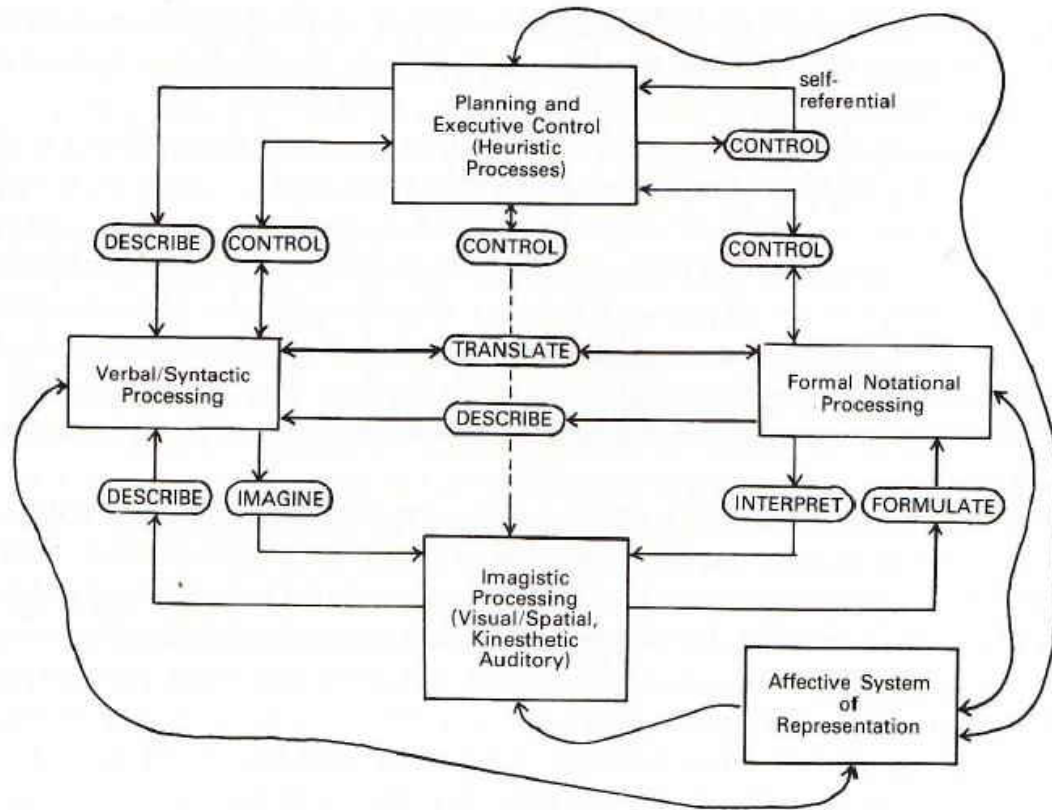 Planning and
Executive Control
(Heuristic
Processes)
self-
referential
CONTROL
DESCRIBE
CONTROL
CONTROL
CONTROL
Verbal/Syntactic
Processing
TRANSLATE
DESCRIBE
Formal Notational
Processing
DESCRIBE
IMAGINE
INTERPRET
FORMULATE
Imagistic
Processing
(Visual/Spatial,
Kinesthetic
Auditory)
Affective System
of
Representation